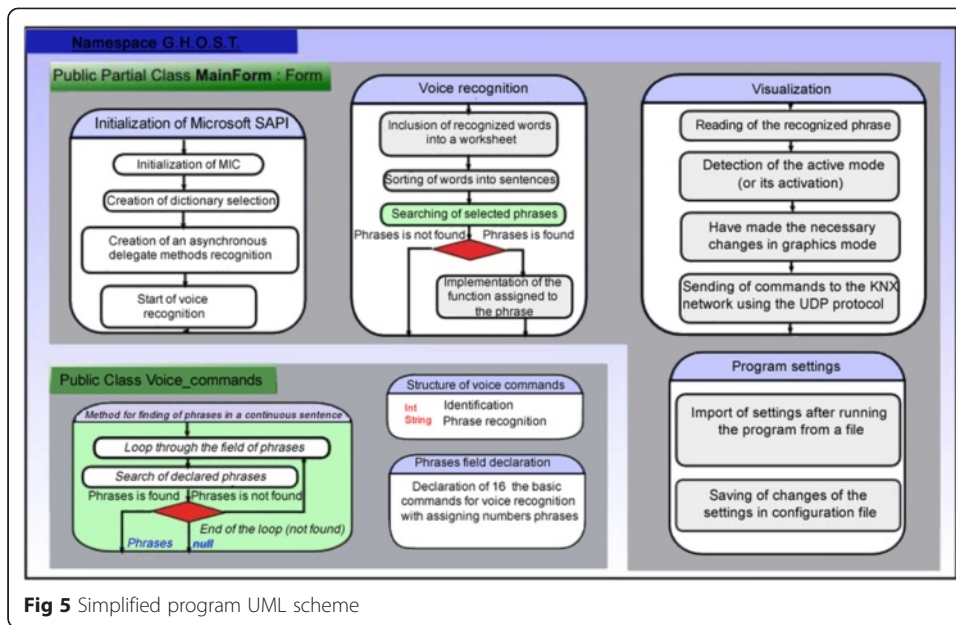 Namespace G.H.O.S.T.
Public Partial Class MainForm : Form
Initialization of Microsoft SAPI
Initialization of MIC
Creation of dictionary selection
Creation of an asynchronous
delegate methods recognition
Start of voice
recognition
Voice recognition
Inclusion of recognized words
into a worksheet
Sorting of words into sentences
Searching of selected phrases
Phrases is not found
Phrases is found
Implementation of the
function assigned to
the phrase
Visualization
Reading of the recognized phrase
Detection of the active mode
(or its activation)
Have made the necessary
changes in graphics mode
Sending of commands to the KNX
network using the UDP protocol
Public Class Voice_commands
Method for finding of phrases in a continuous sentence
Loop through the field of phrases
Search of declared phrases
Phrases is found
Phrases is not found
End of the loop (not found)
Phrases
null
Structure of voice commands
Int Identification
String Phrase recognition
Phrases field declaration
Declaration of 16 the basic
commands for voice recognition
with assigning numbers phrases
Program settings
Import of settings after running
the program from a file
Saving of changes of the
settings in configuration file
Fig 5 Simplified program UML scheme